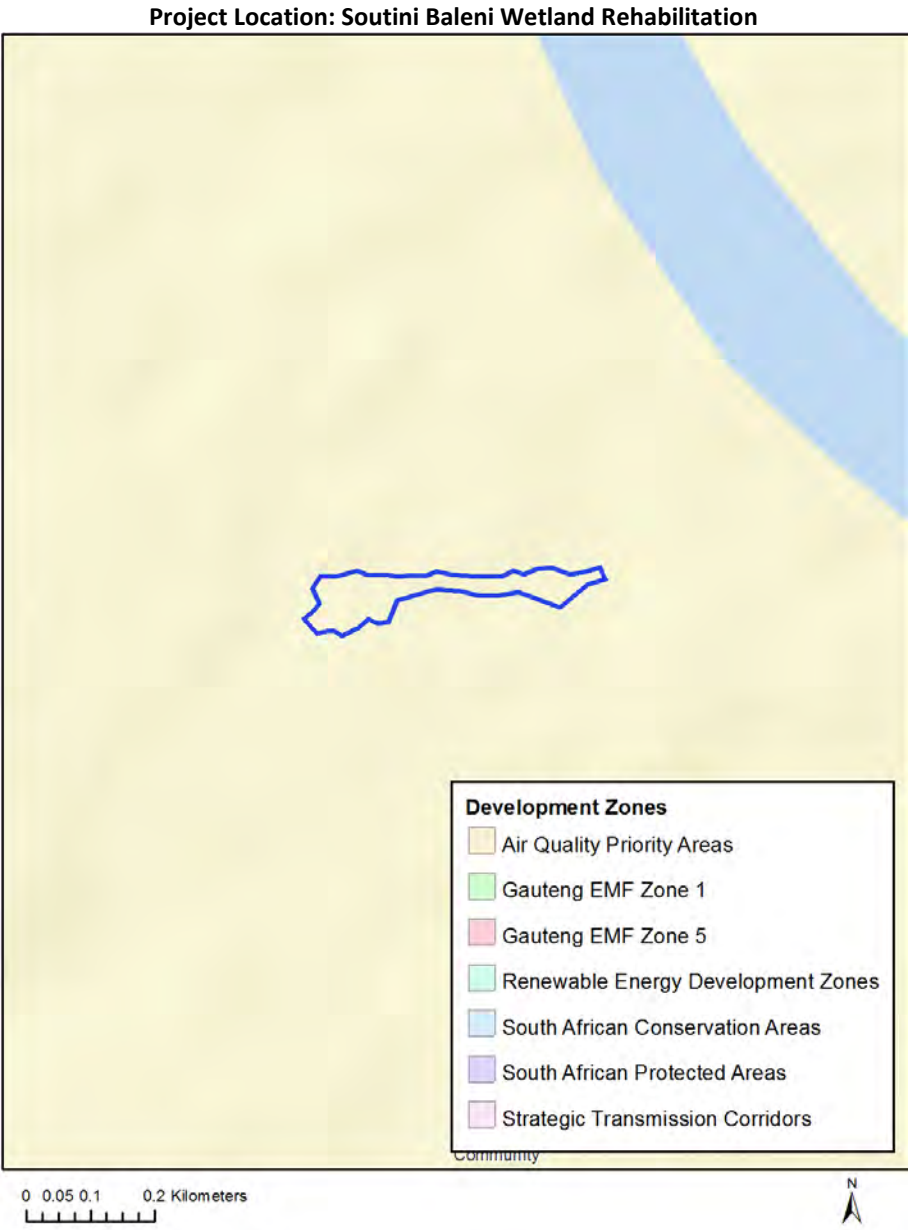 Project Location: Soutini Baleni Wetland Rehabilitation
Development Zones
Air Quality Priority Areas
Gauteng EMF Zone 1
Gauteng EMF Zone 5
Renewable Energy Development Zones
South African Conservation Areas
South African Protected Areas
Strategic Transmission Corridors
Community
0 0.05 0.1 0.2 Kilometers
N